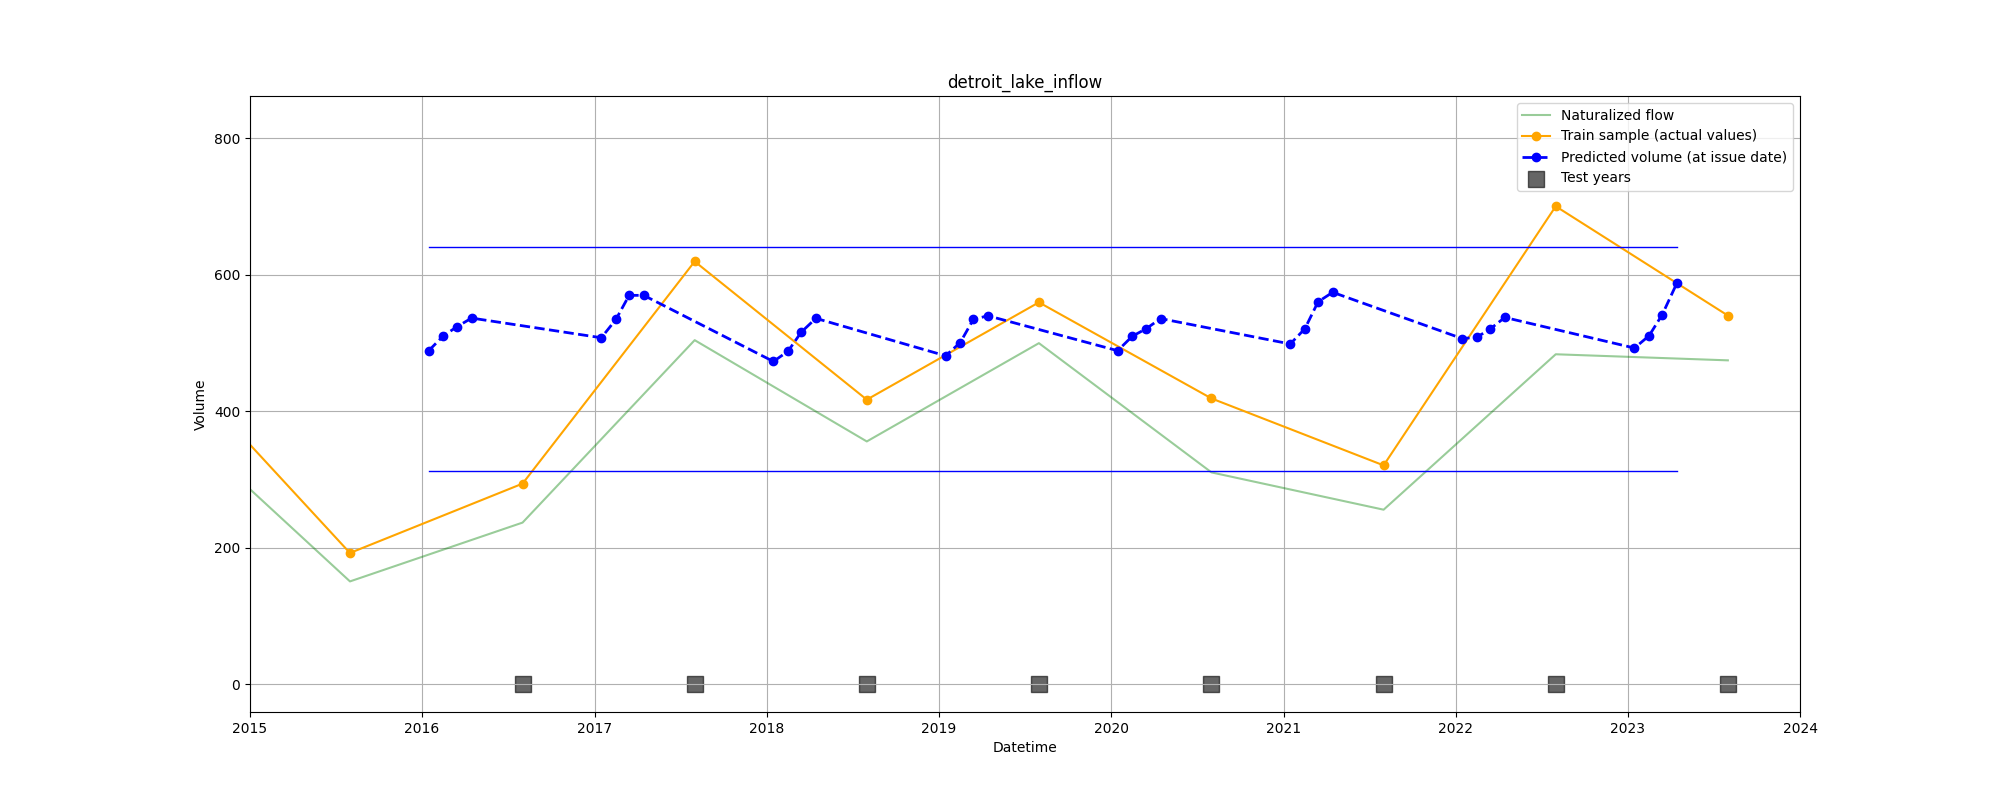 detroit_lake_inflow
Naturalized flow
Train sample (actual values)
Predicted volume (at issue date)
Test years
Volume
800
600
400
200
0
2015 2016 2017 2018 2019 2020 2021 2022 2023 2024
Datetime